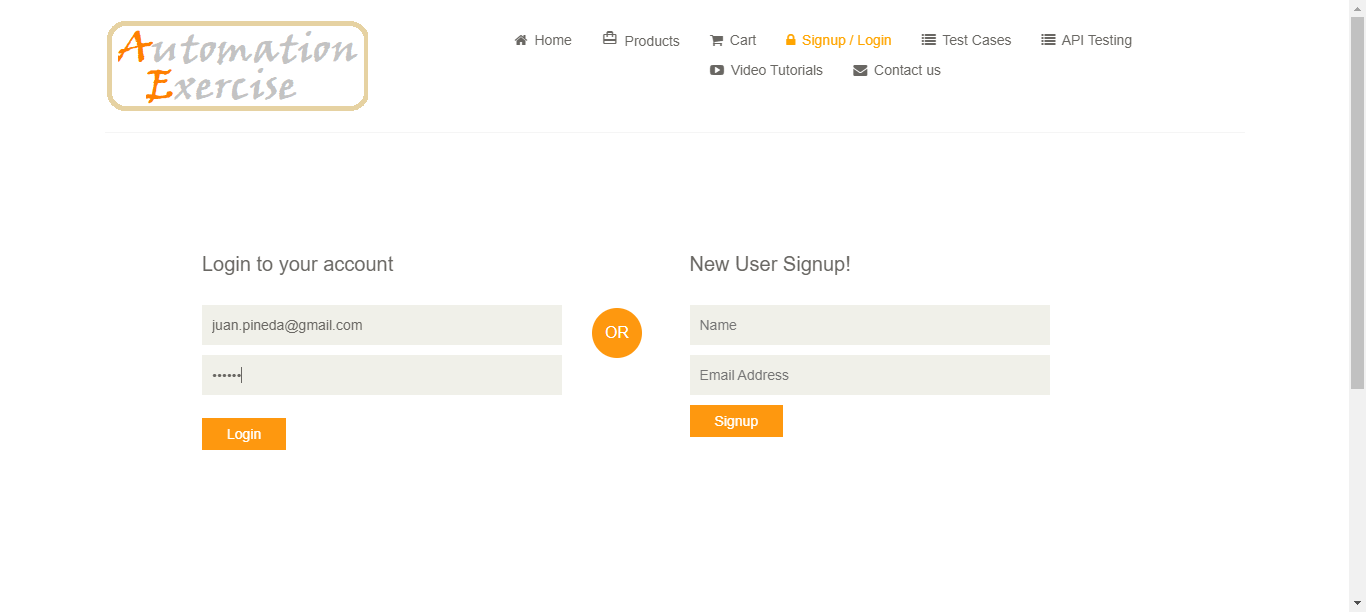 Automation
Exercise
Home Products Cart Signup / Login Test Cases API Testing
Video Tutorials Contact us
Login to your account
juan.pineda@gmail.com
••••••
Login
OR
New User Signup!
Name
Email Address
Signup